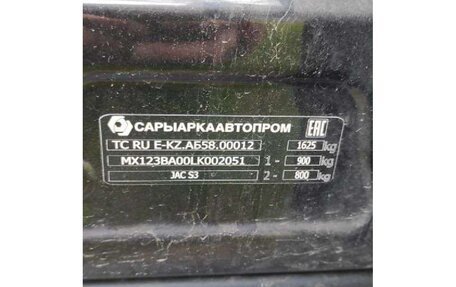 САРЫАРКААВТОПРОМ EAC
ТС RU Е-KZ.АБ58.00012 1625 kg
MX123BA00LK002051 1- 900 kg
JAC S3 2- 800 kg